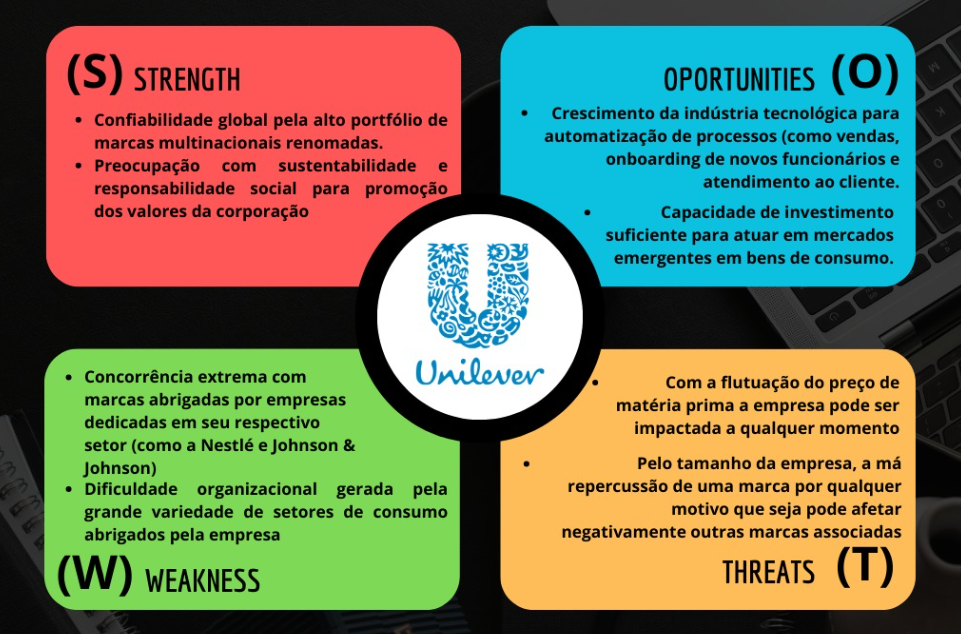 (S) STRENGTH
• Confiabilidade global pela alto portfólio de
marcas multinacionais renomadas.
• Preocupação com sustentabilidade e
responsabilidade social para promoção
dos valores da corporação
OPORTUNITIES (O)
• Crescimento da indústria tecnológica para
automatização de processos (como vendas,
onboarding de novos funcionários e
atendimento ao cliente.
• Capacidade de investimento
suficiente para atuar em mercados
emergentes em bens de consumo.
Unilever
• Concorrência extrema com
marcas abrigadas por empresas
dedicadas em seu respectivo
setor (como a Nestlé e Johnson &
Johnson)
• Dificuldade organizacional gerada pela
grande variedade de setores de consumo
abrigados pela empresa
(W) WEAKNESS
• Com a flutuação do preço de
matéria prima a empresa pode ser
impactada a qualquer momento
• Pelo tamanho da empresa, a má
repercussão de uma marca por qualquer
motivo que seja pode afetar
negativamente outras marcas associadas
THREATS (T)